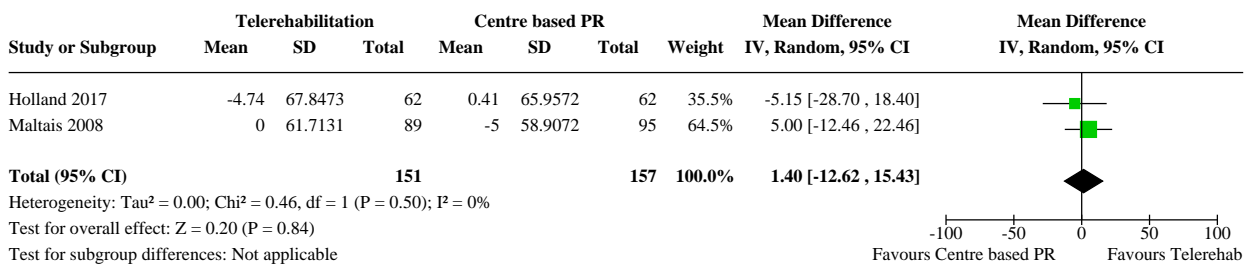 Telerehabilitation Centre based PR Mean Difference Mean Difference
Study or Subgroup Mean SD Total Mean SD Total Weight IV, Random, 95% CI IV, Random, 95% CI
Holland 2017 -4.74 67.8473 62 0.41 65.9572 62 35.5% -5.15 [-28.70 , 18.40]
Maltais 2008 0 61.7131 89 -5 58.9072 95 64.5% 5.00 [-12.46 , 22.46]
Total (95% CI) 151 157 100.0% 1.40 [-12.62 , 15.43]
Heterogeneity: Tau² = 0.00; Chi² = 0.46, df = 1 (P = 0.50); I² = 0%
Test for overall effect: Z = 0.20 (P = 0.84)
-100 -50 0 50 100
Test for subgroup differences: Not applicable
Favours Centre based PR Favours Telerehab